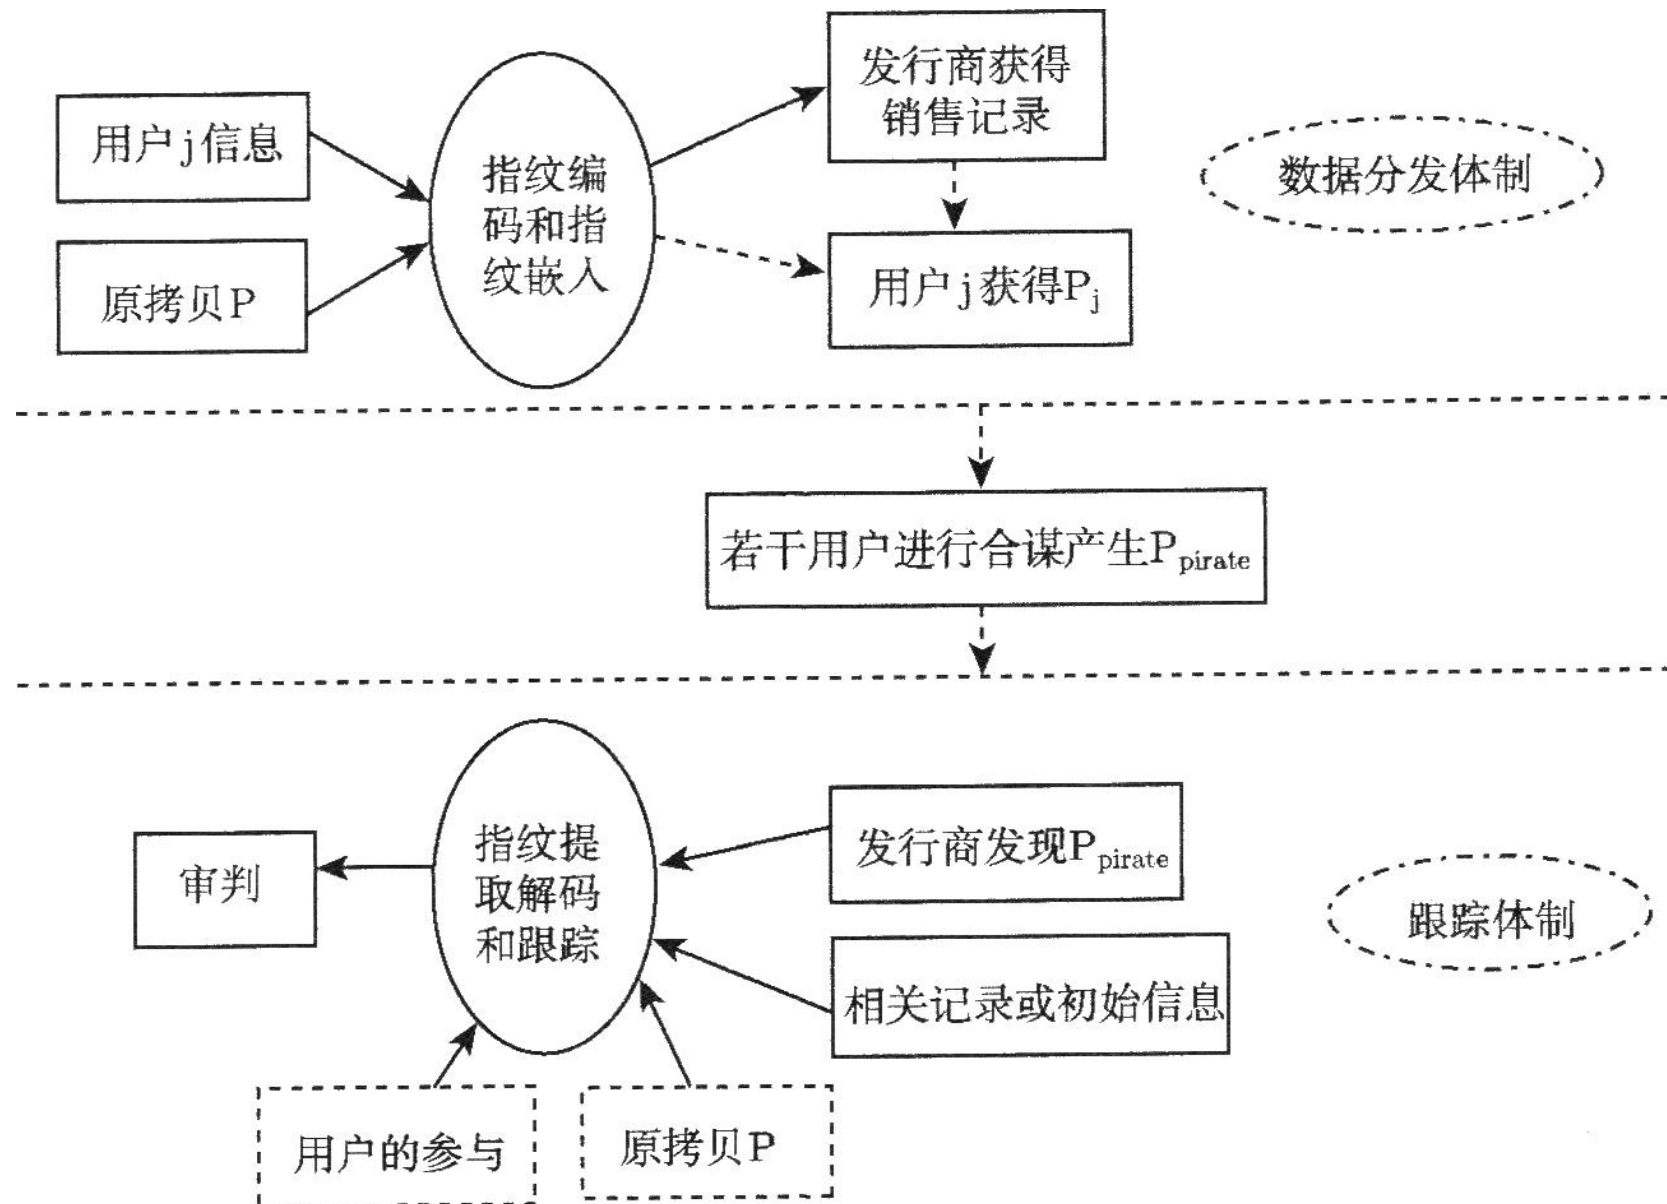 用户j信息
原拷贝P
指纹编
码和指
纹嵌入
发行商获得
销售记录
用户j获得Pj
数据分发体制
若干用户进行合谋产生Ppirate
审判
指纹提
取解码
和跟踪
发行商发现Ppirate
相关记录或初始信息
跟踪体制
用户的参与
原拷贝P